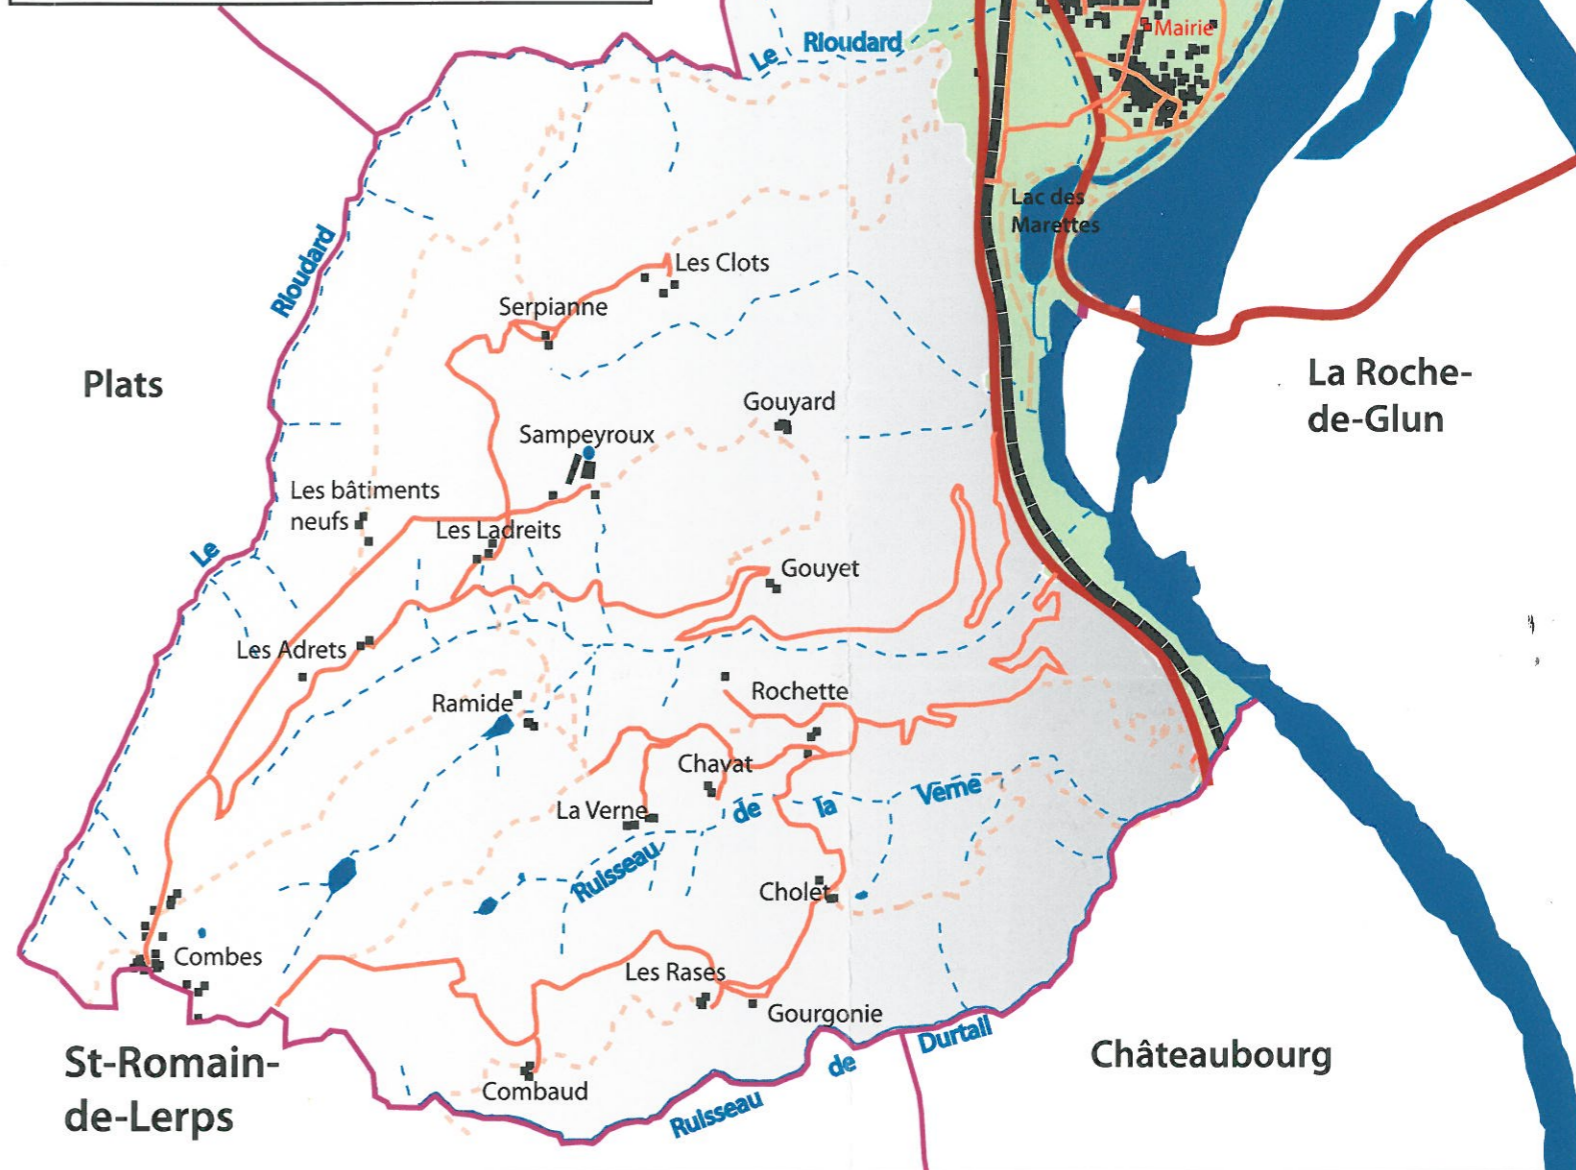 Mairie
Le Rioudard
Lac des
Marettes
Les Clots
Rioudard
Serpianne
Plats
La Roche-
de-Glun
Gouyard
Sampeyroux
Les bâtiments
neufs
Les Ladreits
Le
Gouyet
Les Adrets
Rochette
Ramide
Chavat
La Verne
Ruisseau de la Verne
Cholet
Combes
Les Rases
Gourgonie
St-Romain-
de-Lerps
Châteaubourg
Combaud
Ruisseau de Durtail